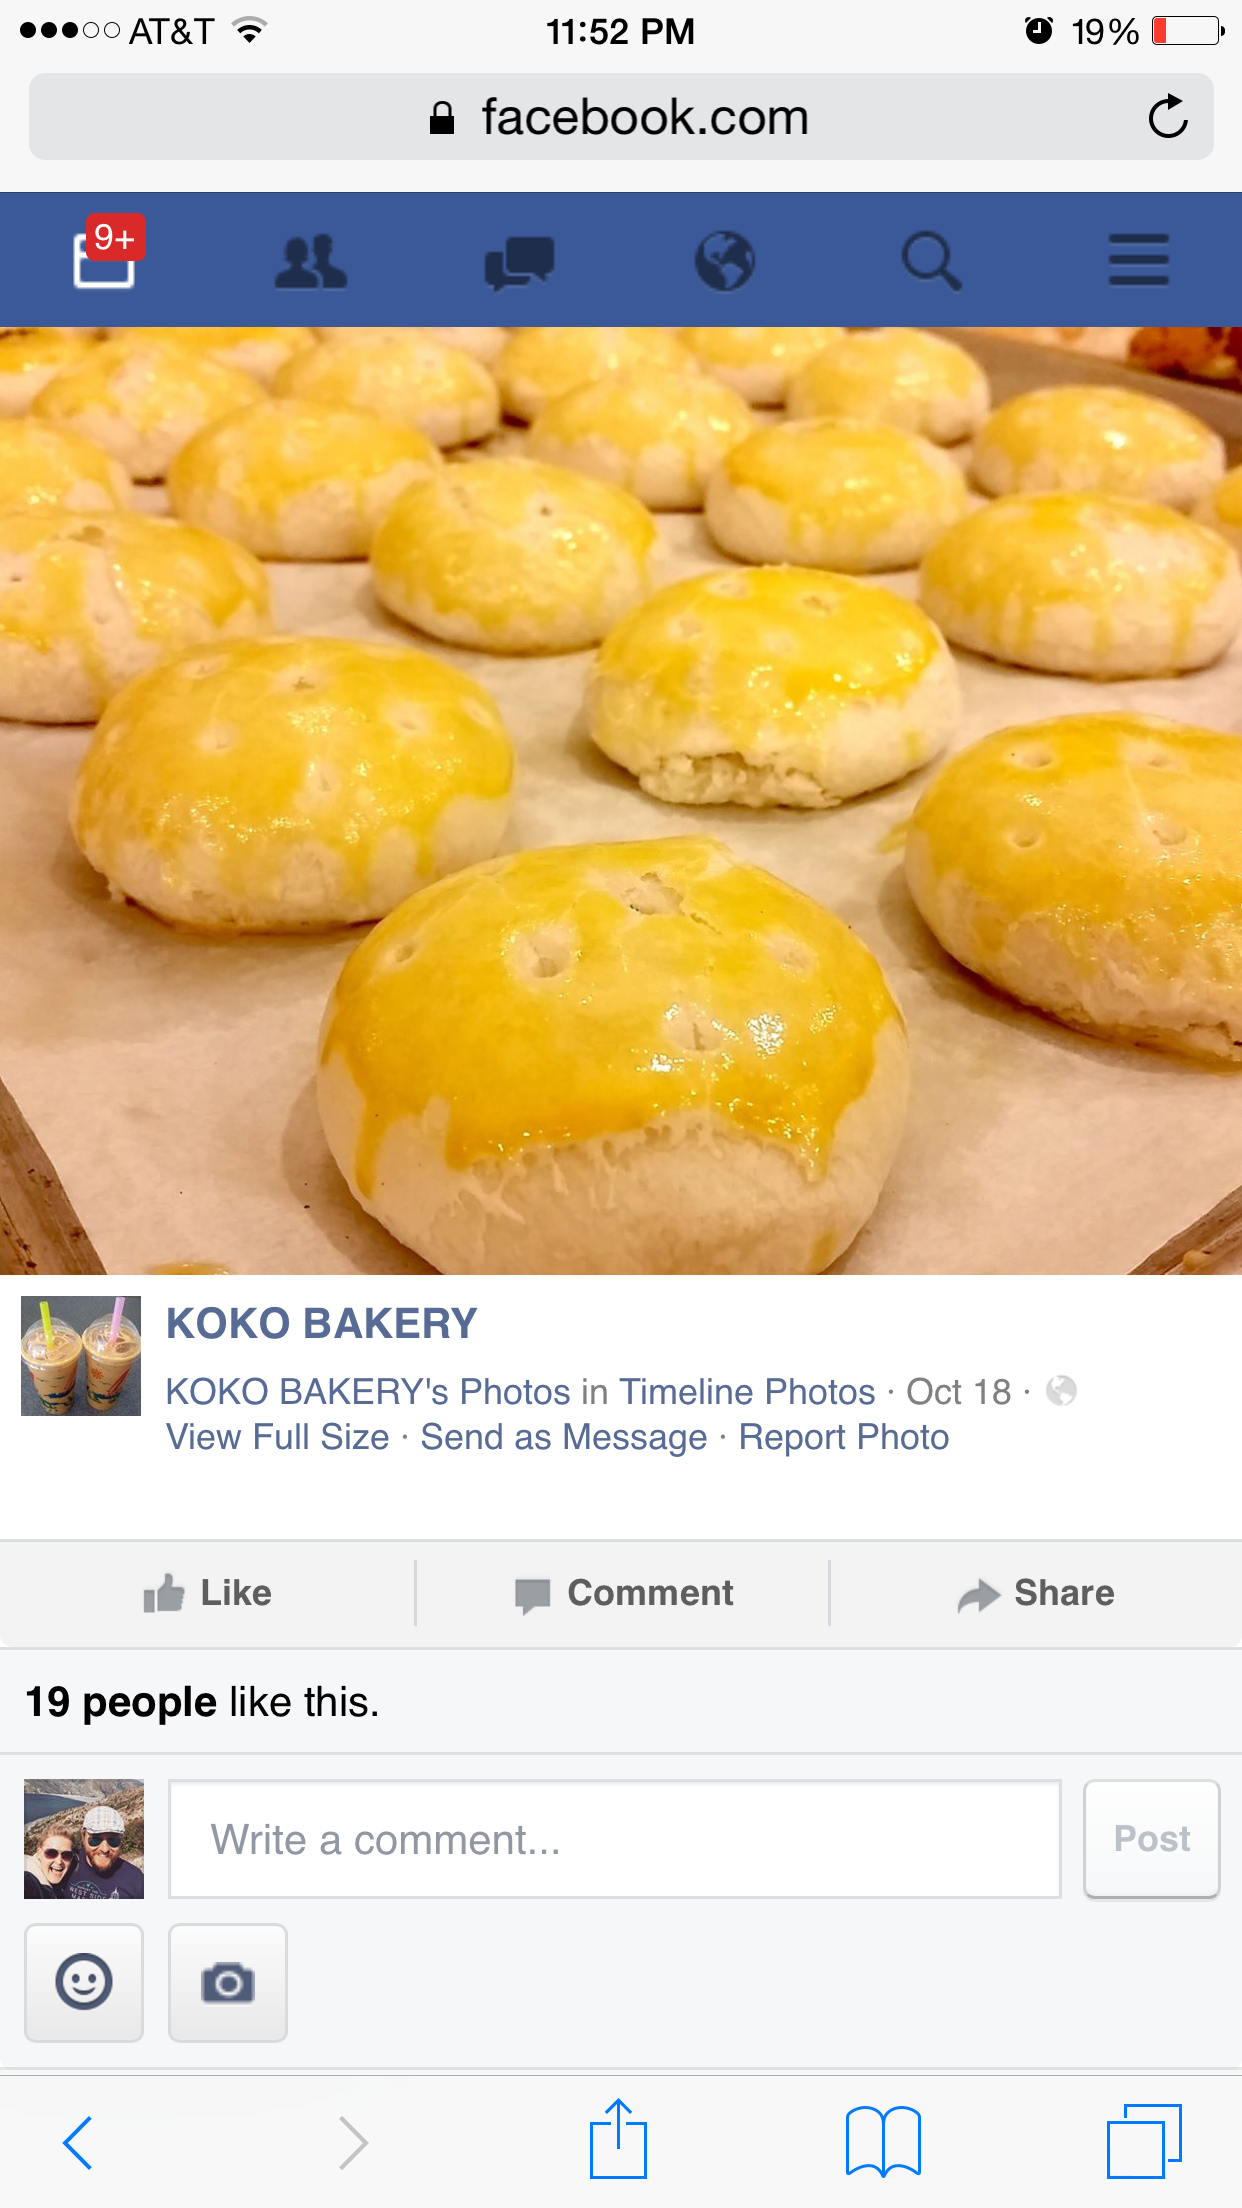 AT&T 11:52 PM 19%
facebook.com
9+
KOKO BAKERY
KOKO BAKERY's Photos in Timeline Photos · Oct 18 ·
View Full Size · Send as Message · Report Photo
Like Comment Share
19 people like this.
Write a comment... Post